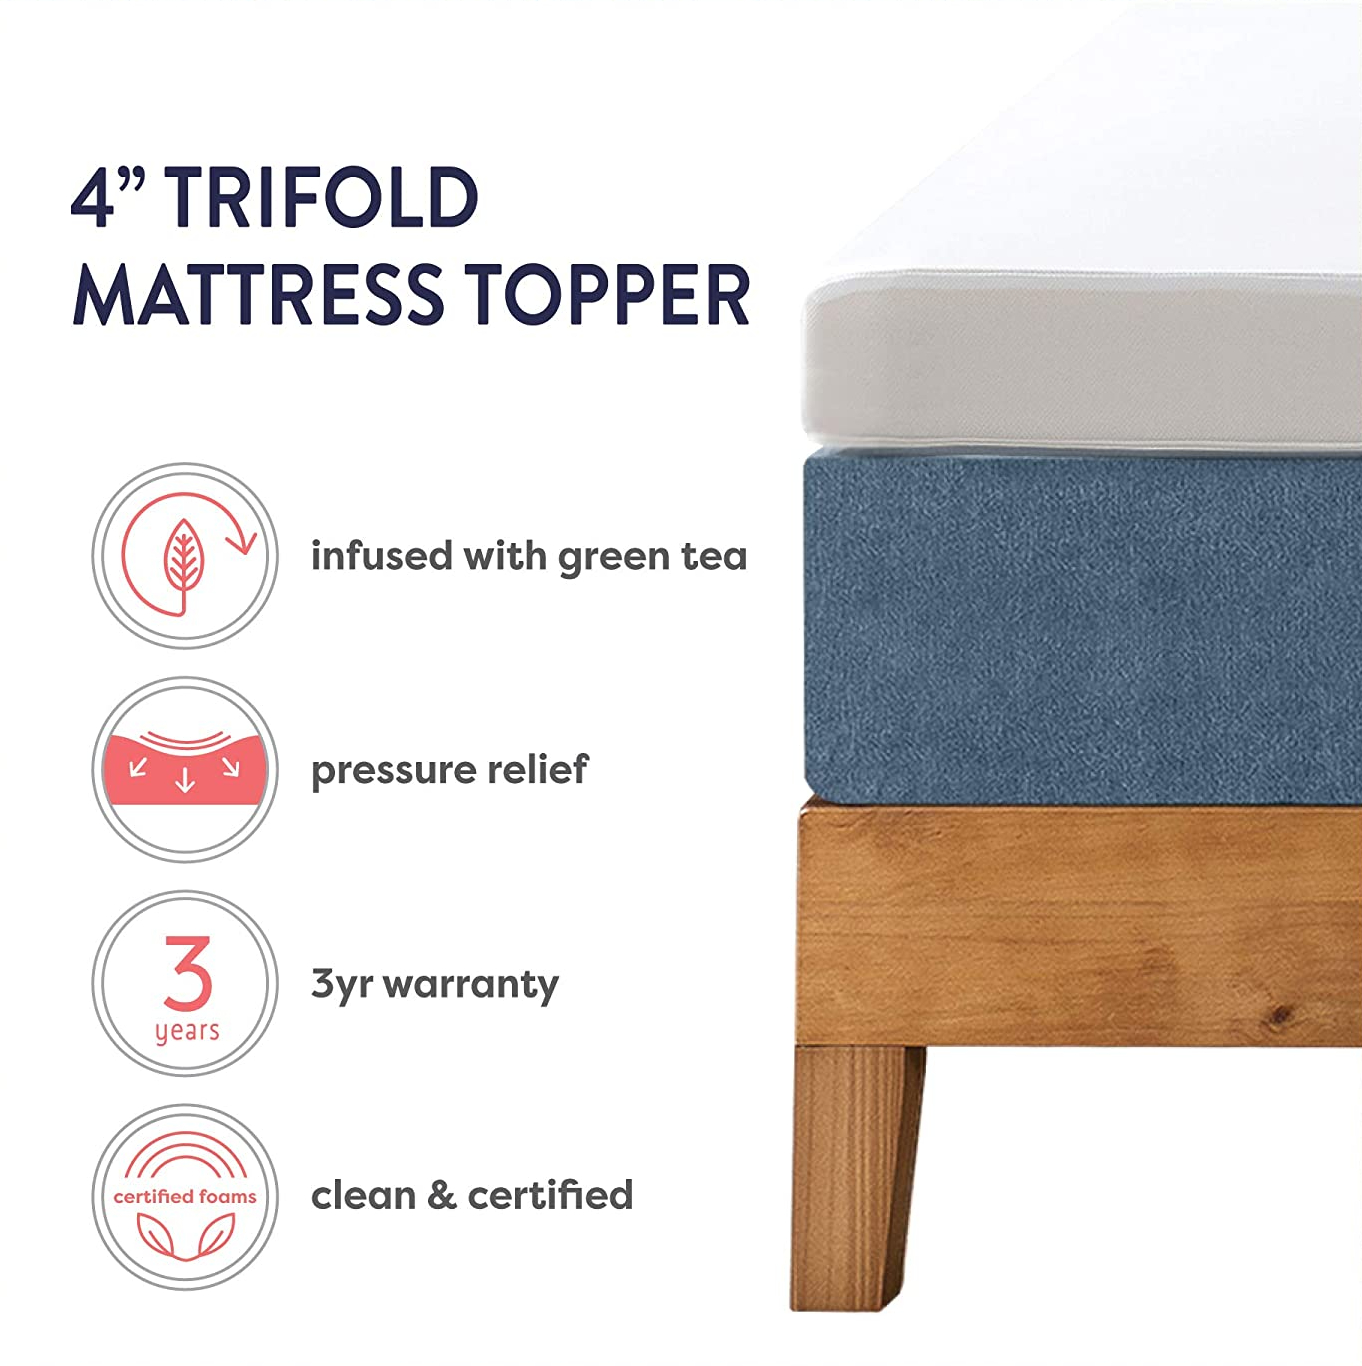 4” TRIFOLD
MATTRESS TOPPER
infused with green tea
pressure relief
3
years
3yr warranty
certified foams
clean & certified